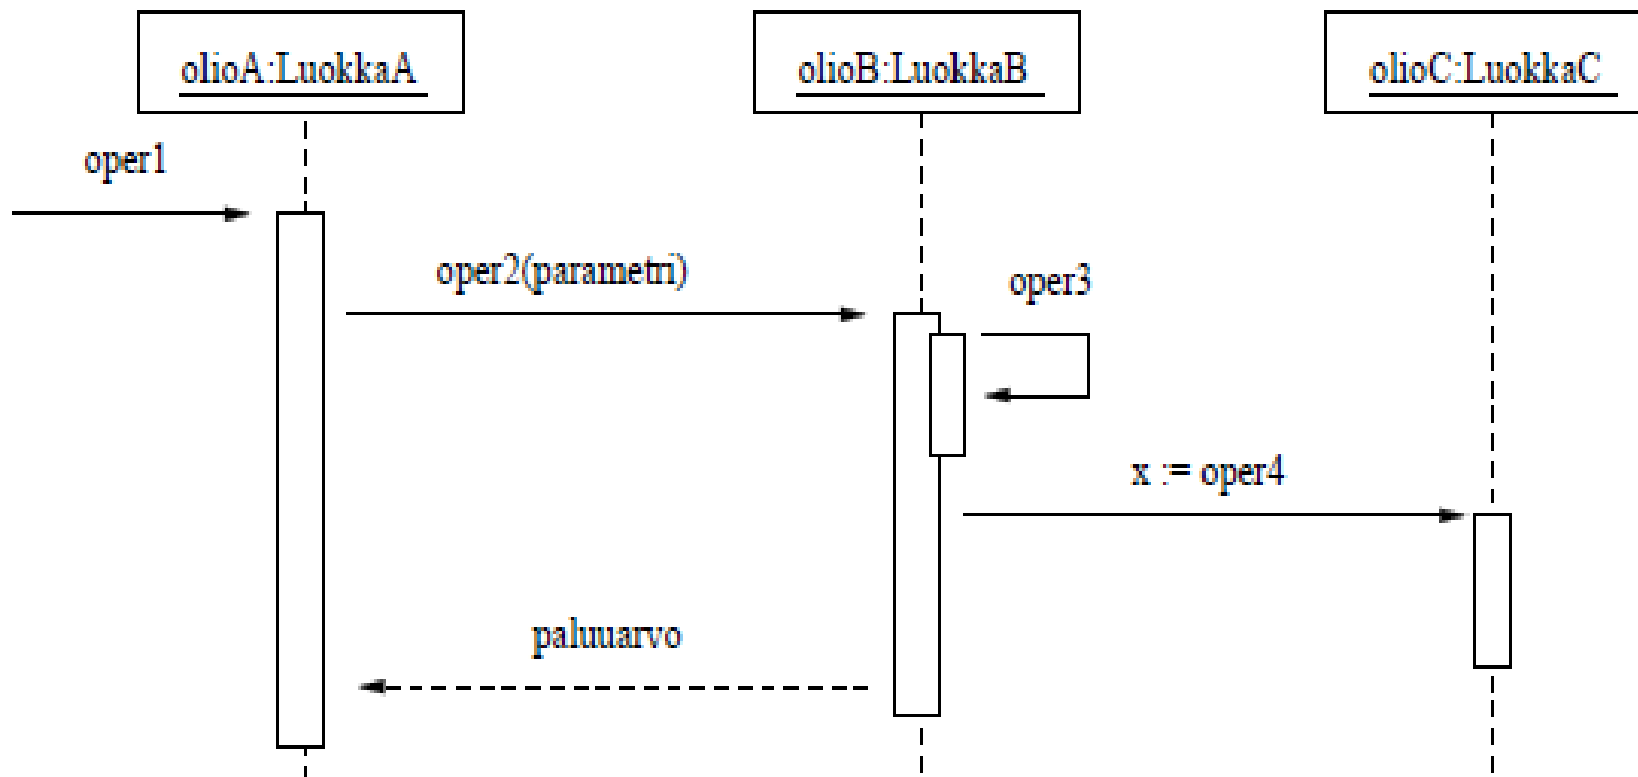 olioA:LuokkaA
olioB:LuokkaB
olioC:LuokkaC
oper1
oper2(parametri)
oper3
x := oper4
paluuarvo